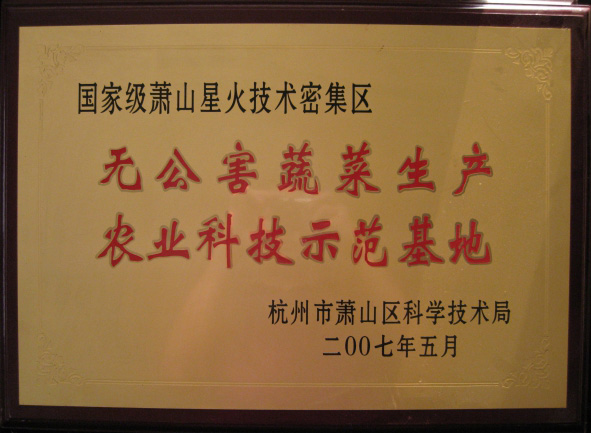 国家级萧山星火技术密集区
无公害蔬菜生产
农业科技示范基地
杭州市萧山区科学技术局
二00七年五月